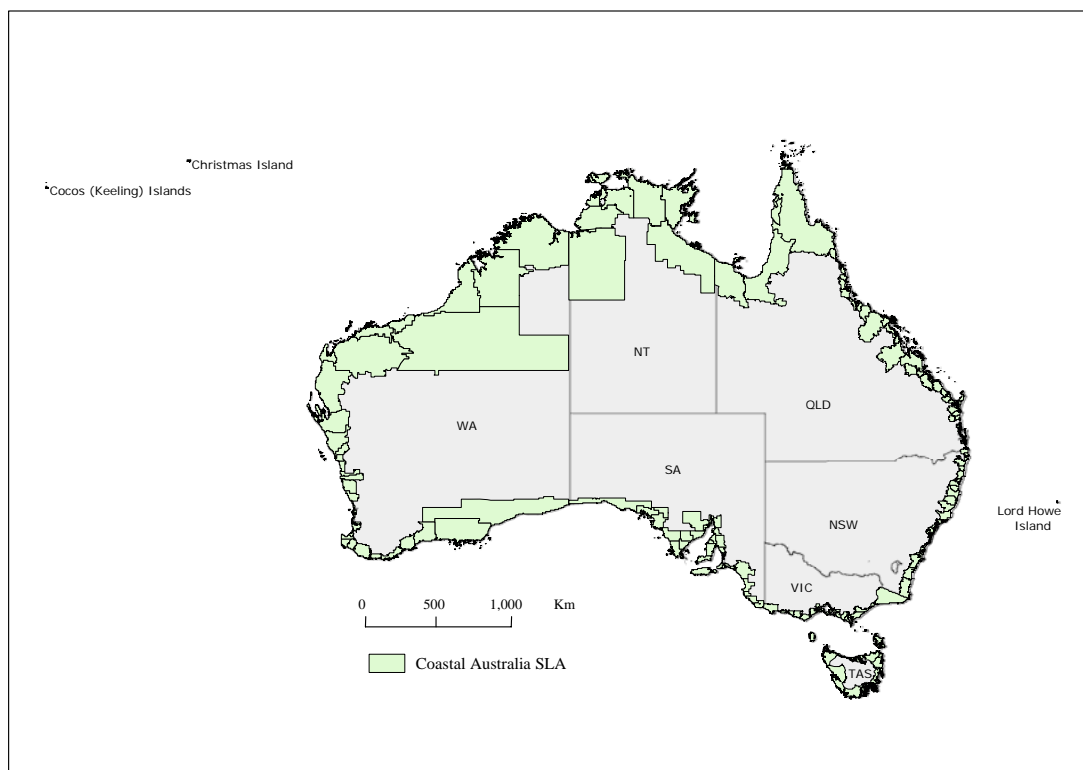 Christmas Island
Cocos (Keeling) Islands
NT
QLD
WA
SA
Lord Howe
Island
NSW
VIC
0 500 1,000 Km
Coastal Australia SLA
TAS